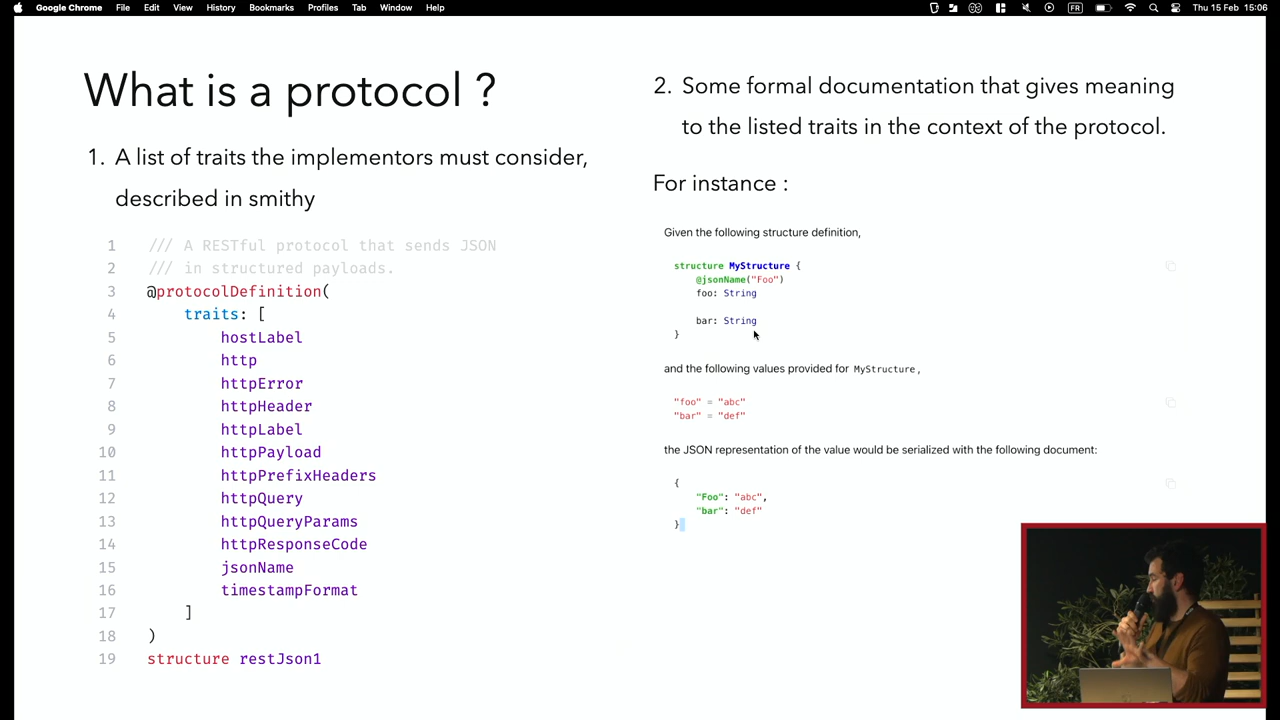 Google Chrome File Edit View History Bookmarks Profiles Tab Window Help FR Thu 15 Feb 15:06
What is a protocol ?
1. A list of traits the implementors must consider,
described in smithy
1 /// A RESTful protocol that sends JSON
2 /// in structured payloads.
3 @protocolDefinition(
4 traits: [
5 hostLabel
6 http
7 httpError
8 httpHeader
9 httpLabel
10 httpPayload
11 httpPrefixHeaders
12 httpQuery
13 httpQueryParams
14 httpResponseCode
15 jsonName
16 timestampFormat
17 ]
18 )
19 structure restJson1
2. Some formal documentation that gives meaning
to the listed traits in the context of the protocol.
For instance :
Given the following structure definition,
structure MyStructure {
@jsonName("Foo")
foo: String
bar: String
}
and the following values provided for MyStructure,
"foo" = "abc"
"bar" = "def"
the JSON representation of the value would be serialized with the following document:
{
"Foo": "abc",
"bar": "def"
}